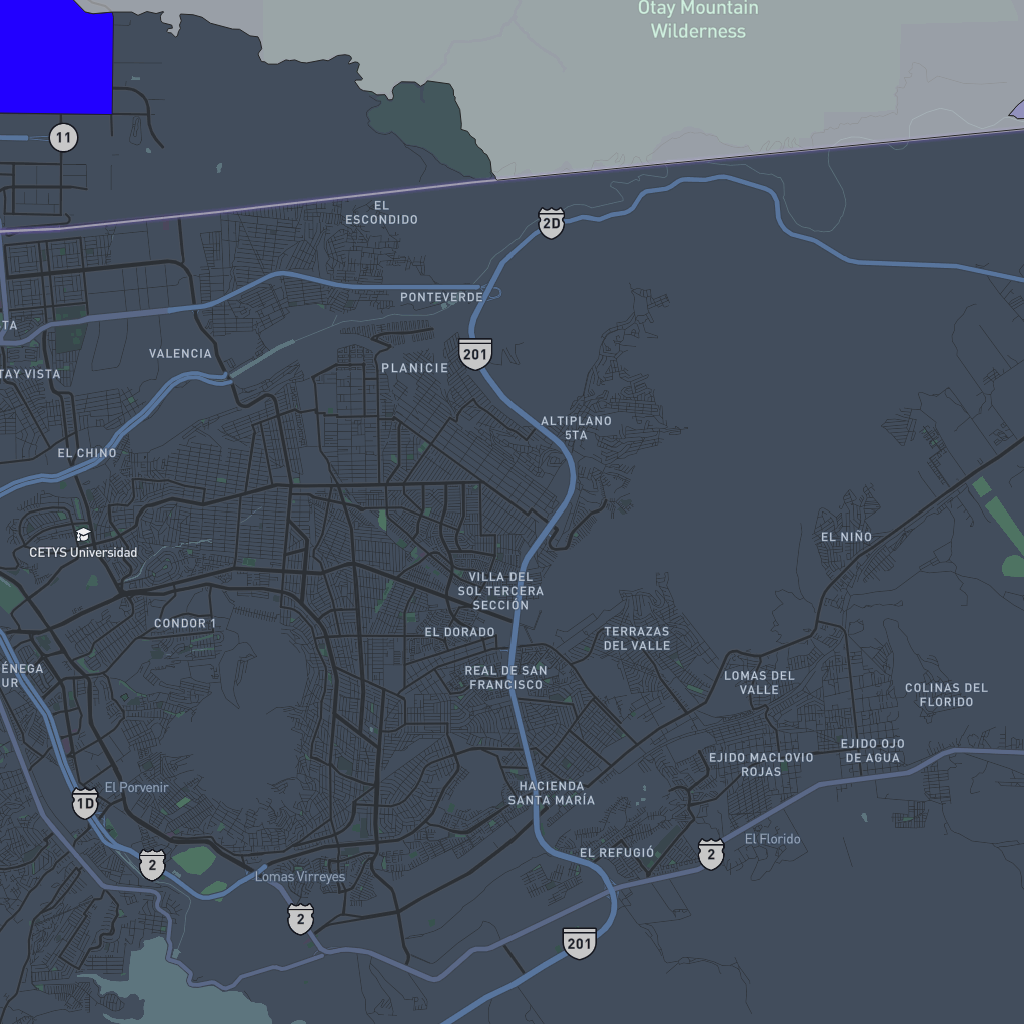 Otay Mountain
Wilderness
11
EL
ESCONDIDO
2D
PONTEVERDE
TA
VALENCIA
201
PLANICIE
TAY VISTA
ALTIPLANO
5TA
EL CHINO
EL NIÑO
CETYS Universidad
VILLA DEL
SOL TERCERA
SECCIÓN
CONDOR 1
EL DORADO
TERRAZAS
DEL VALLE
ÉNEGA
UR
REAL DE SAN
FRANCISCO
LOMAS DEL
VALLE
COLINAS DEL
FLORIDO
EJIDO OJO
DE AGUA
EJIDO MACLOVIO
ROJAS
El Porvenir
HACIENDA
SANTA MARÍA
1D
El Florido
EL REFUGIÓ
2
2
Lomas Virreyes
2
201